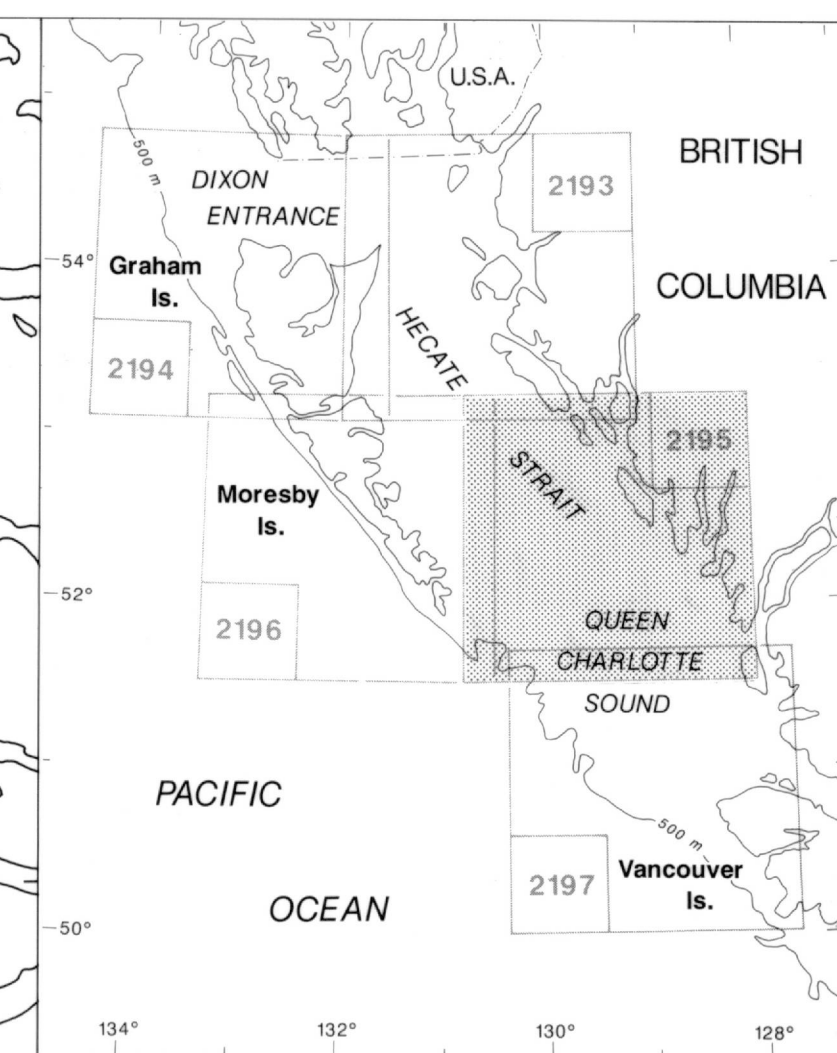 U.S.A.
BRITISH
500 m
DIXON
2193
ENTRANCE
54°
Graham
Is.
COLUMBIA
HECATE
2194
2195
STRAIT
Moresby
Is.
52°
2196
QUEEN
CHARLOTTE
SOUND
PACIFIC
500 m
2197
Vancouver
Is.
OCEAN
50°
134°
132°
130°
128°